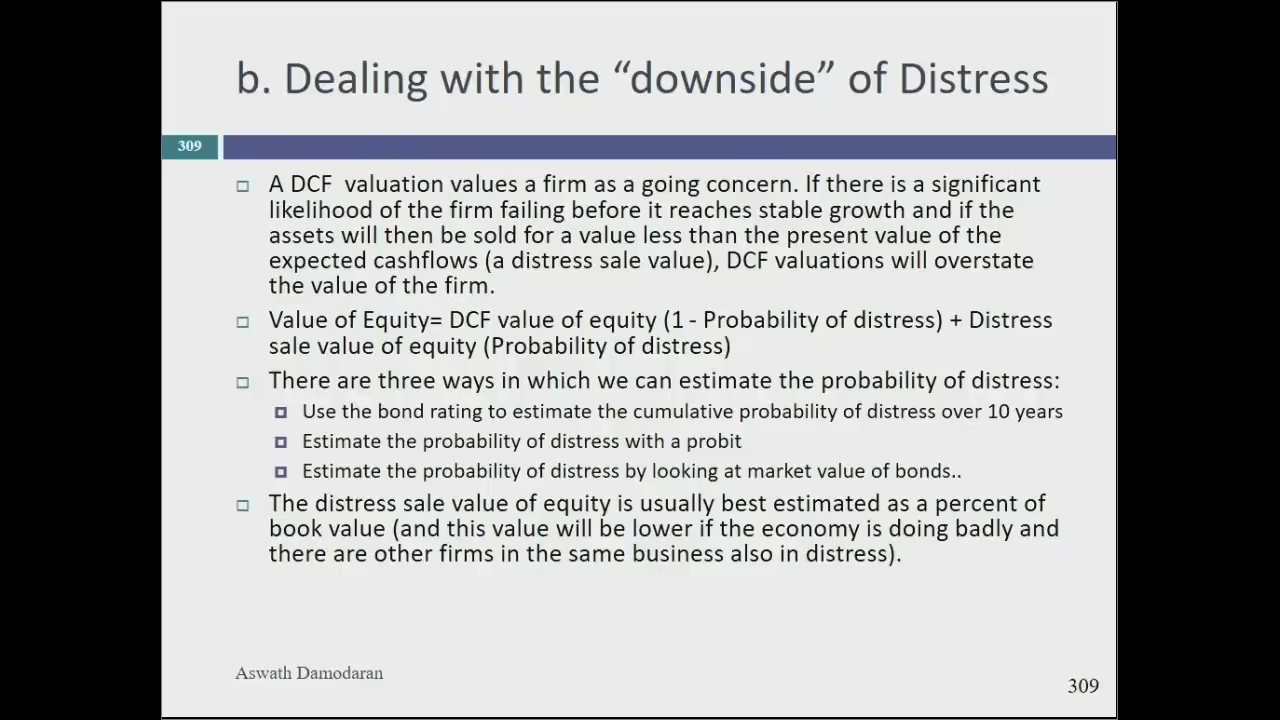 b. Dealing with the “downside” of Distress
309
A DCF  valuation values a firm as a going concern. If there is a significant
likelihood of the firm failing before it reaches stable growth and if the
assets will then be sold for a value less than the present value of the
expected cashflows (a distress sale value), DCF valuations will overstate
the value of the firm.
Value of Equity= DCF value of equity (1 - Probability of distress) + Distress
sale value of equity (Probability of distress)
There are three ways in which we can estimate the probability of distress:
Use the bond rating to estimate the cumulative probability of distress over 10 years
Estimate the probability of distress with a probit
Estimate the probability of distress by looking at market value of bonds..
The distress sale value of equity is usually best estimated as a percent of
book value (and this value will be lower if the economy is doing badly and
there are other firms in the same business also in distress).
Aswath Damodaran
309